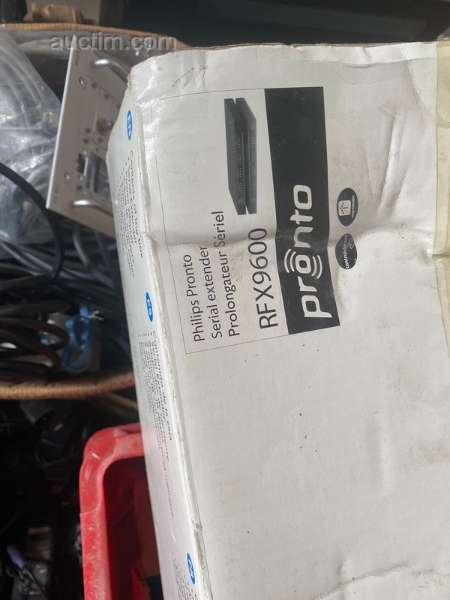 auctim.com
Philips Pronto
Serial extender
Prolongateur Sériel
RFX9600
pronto